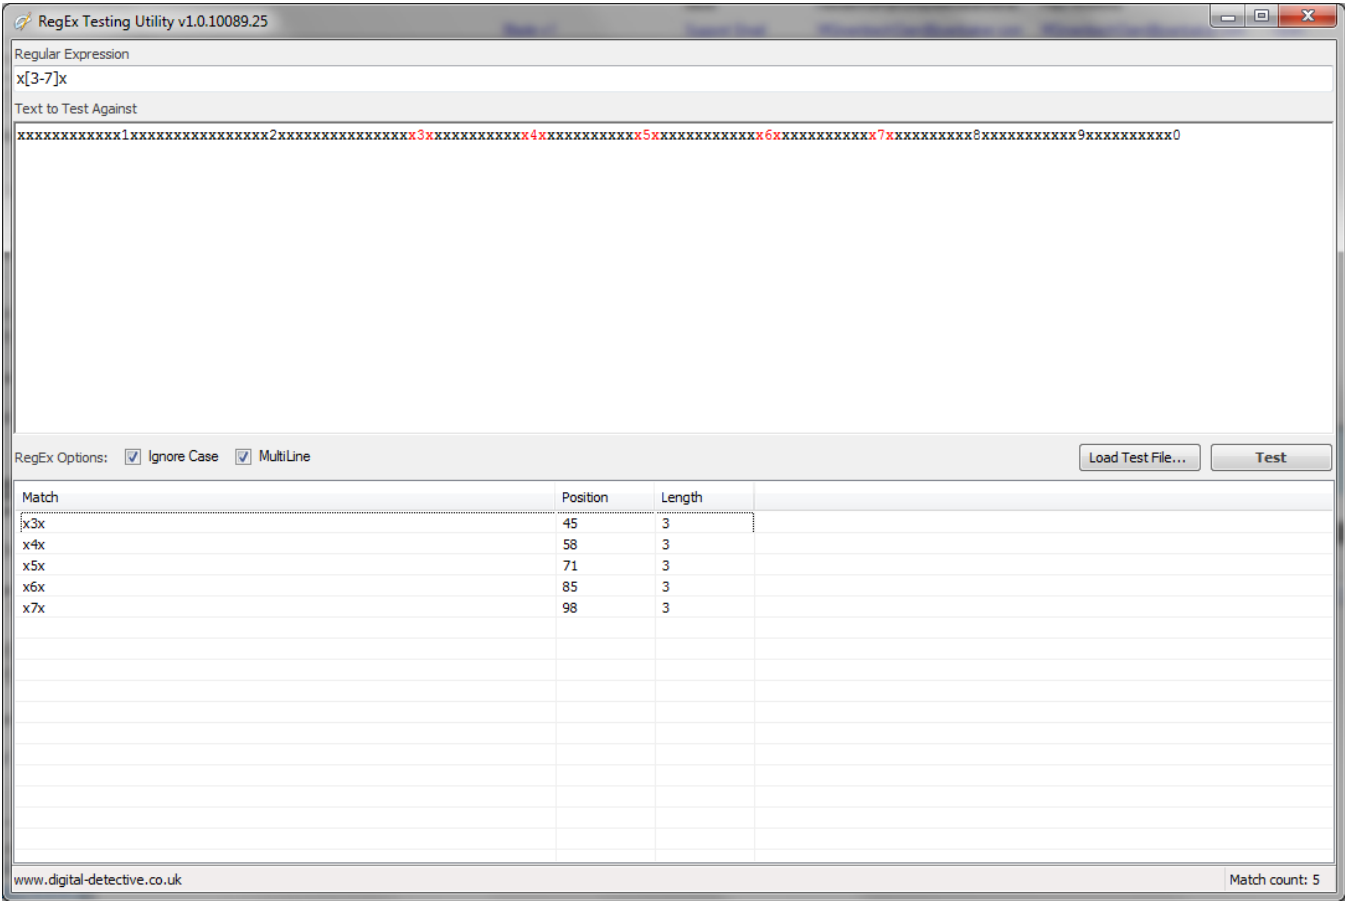 RegEx Testing Utility v1.0.10089.25
Regular Expression
x[3-7]x
Text to Test Against
xxxxxxxxxxxx1xxxxxxxxxxxxxxxx2xxxxxxxxxxxxxxxx3xxxxxxxxxxxx4xxxxxxxxxxxx5xxxxxxxxxxxxx6xxxxxxxxxxxx7xxxxxxxxxx8xxxxxxxxxxx9xxxxxxxxxx0
RegEx Options: Ignore Case MultiLine Load Test File... Test
Match Position Length
x3x 45 3
x4x 58 3
x5x 71 3
x6x 85 3
x7x 98 3
www.digital-detective.co.uk Match count: 5